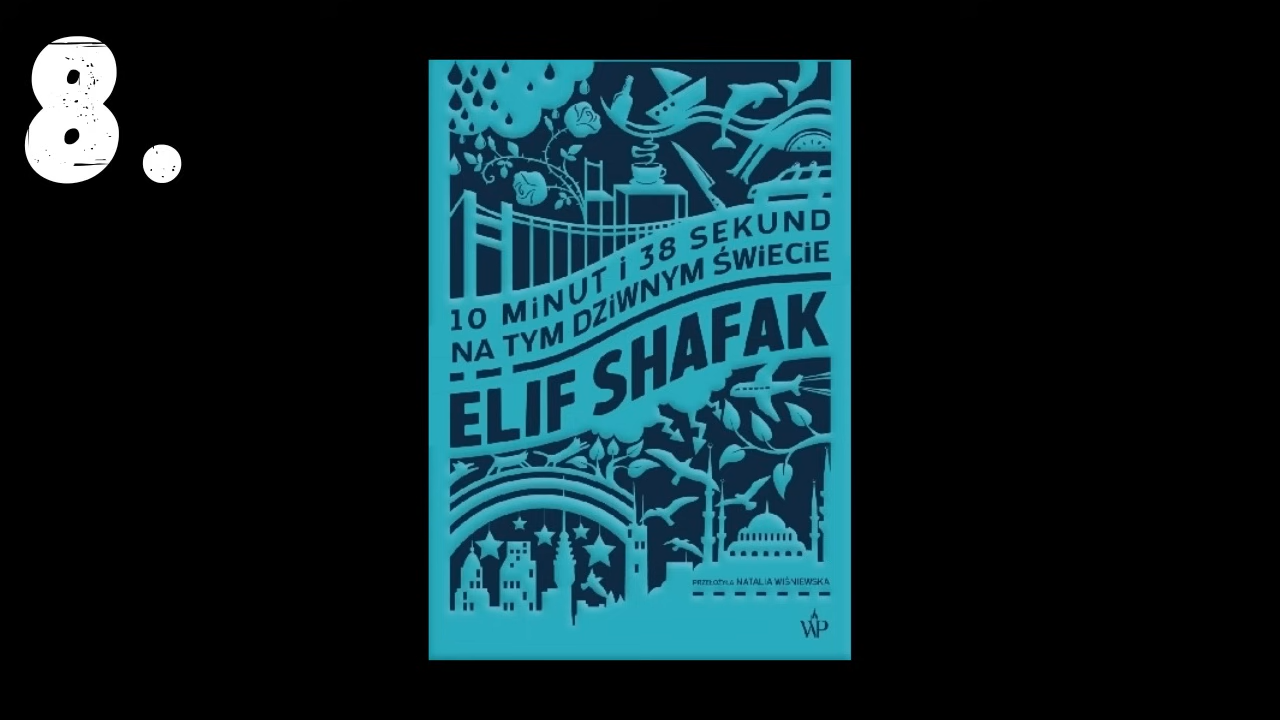 8.
10 MiNUT i 38 SEKUND
NA TYM DZiWNYM ŚWiECiE
ELIF SHAFAK
PRZEŁOŻYŁA NATALIA WIŚNIEWSKA
WP